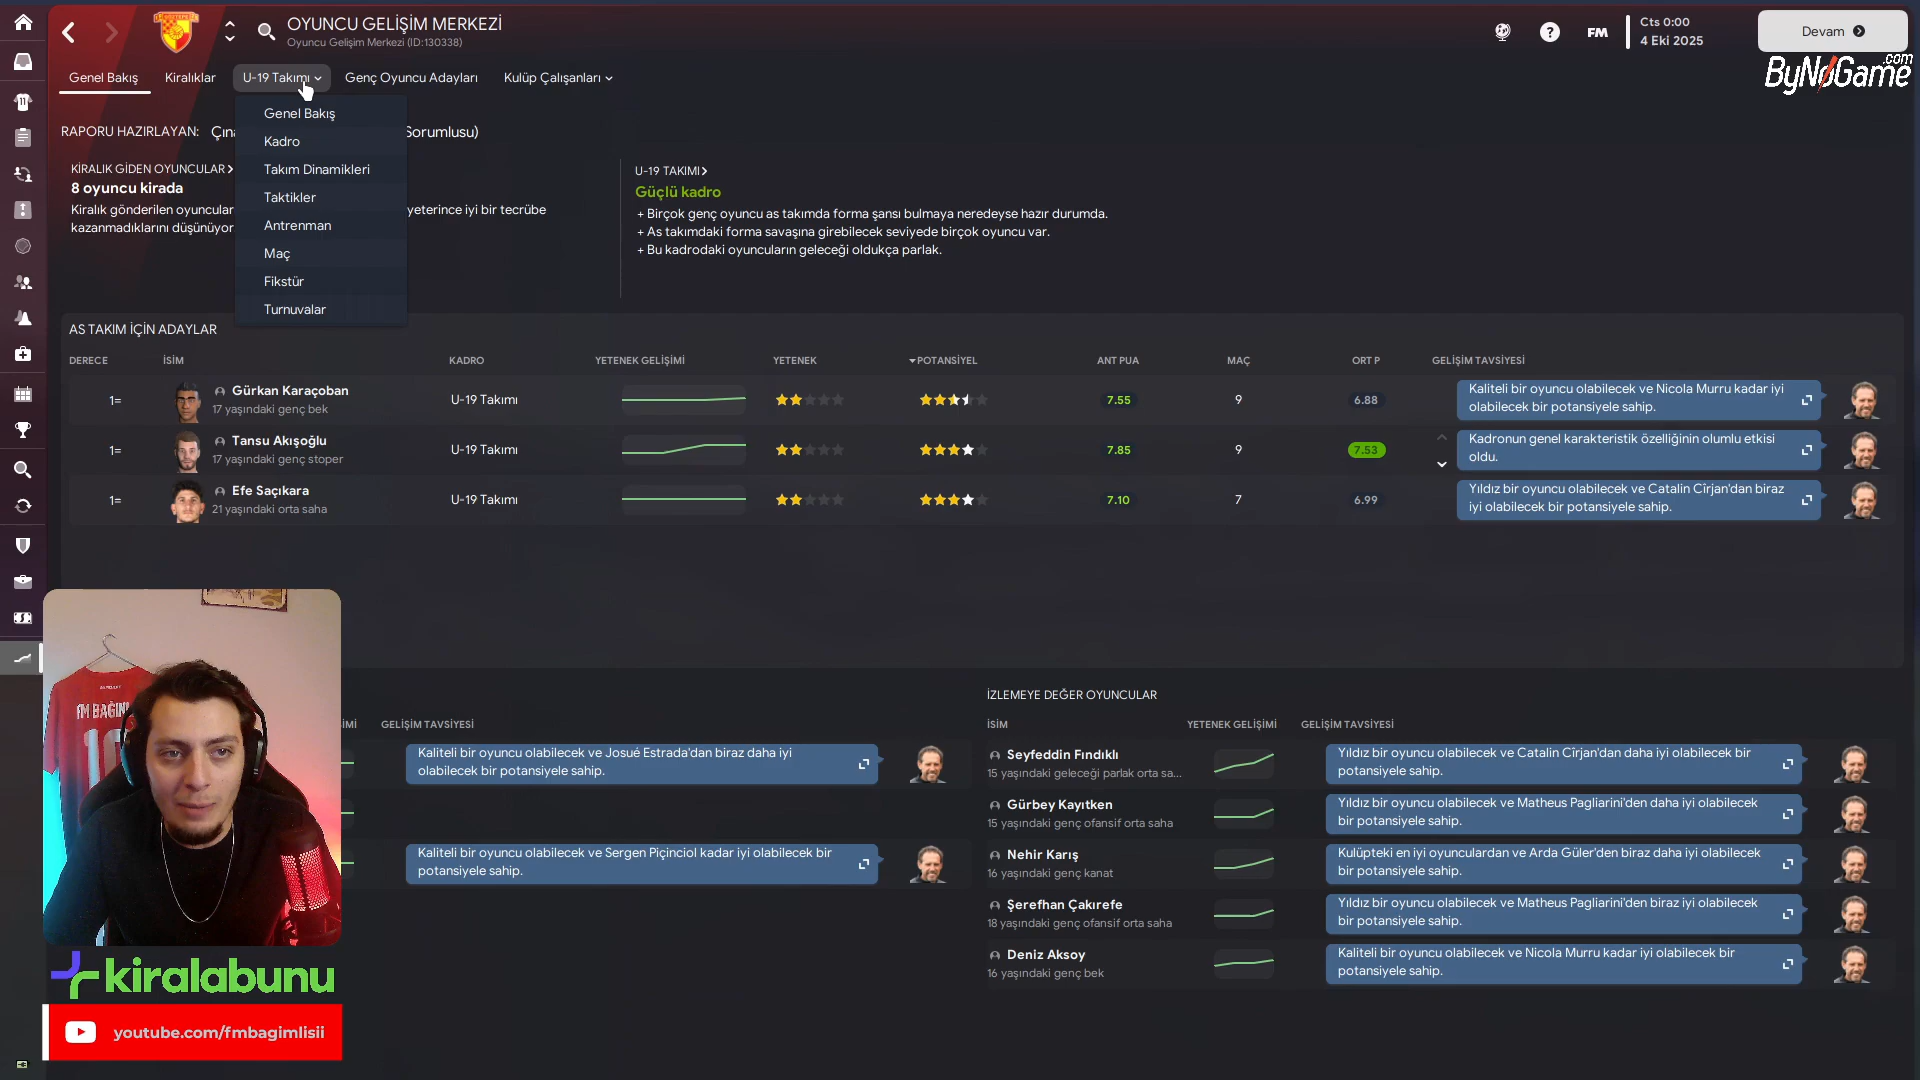 OYUNCU GELİŞİM MERKEZİ
Oyuncu Gelişim Merkezi (ID:130338)
FM
Cts 0:00
4 Eki 2025
Devam
ByNoGame.com
Genel Bakış
Kiralıklar
U-19 Takımı
Genç Oyuncu Adayları
Kulüp Çalışanları
Genel Bakış
Kadro
Takım Dinamikleri
Taktikler
Antrenman
Maç
Fikstür
Turnuvalar
RAPORU HAZIRLAYAN:
Sorumlusu)
KİRALIK GİDEN OYUNCULAR
8 oyuncu kirada
Kiralık gönderilen oyuncular yeterince iyi bir tecrübe
kazanmadıklarını düşünüyor
U-19 TAKIMI
Güçlü kadro
+ Birçok genç oyuncu as takımda forma şansı bulmaya neredeyse hazır durumda.
+ As takımdaki forma savaşına girebilecek seviyede birçok oyuncu var.
+ Bu kadrodaki oyuncuların geleceği oldukça parlak.
AS TAKIM İÇİN ADAYLAR
DERECE İSİM KADRO YETENEK GELİŞİMİ YETENEK POTANSİYEL ANT PUA MAÇ ORT P GELİŞİM TAVSİYESİ
1= Gürkan Karaçoban U-19 Takımı 7.55 9 6.88
17 yaşındaki genç bek
Kaliteli bir oyuncu olabilecek ve Nicola Murru kadar iyi
olabilecek bir potansiyele sahip.
1= Tansu Akışoğlu U-19 Takımı 7.85 9 7.53
17 yaşındaki genç stoper
Kadronun genel karakteristik özelliğinin olumlu etkisi
oldu.
1= Efe Saçıkara U-19 Takımı 7.10 7 6.99
21 yaşındaki orta saha
Yıldız bir oyuncu olabilecek ve Catalin Cîrjan'dan biraz
iyi olabilecek bir potansiyele sahip.
GELİŞİM TAVSİYESİ
Kaliteli bir oyuncu olabilecek ve Josué Estrada'dan biraz daha iyi
olabilecek bir potansiyele sahip.
Kaliteli bir oyuncu olabilecek ve Sergen Piçinciol kadar iyi olabilecek bir
potansiyele sahip.
İZLEMEYE DEĞER OYUNCULAR
İSİM YETENEK GELİŞİMİ GELİŞİM TAVSİYESİ
Seyfeddin Fındıklı
15 yaşındaki geleceği parlak orta sa...
Yıldız bir oyuncu olabilecek ve Catalin Cîrjan'dan daha iyi olabilecek bir
potansiyele sahip.
Gürbey Kayıtken
15 yaşındaki genç ofansif orta saha
Yıldız bir oyuncu olabilecek ve Matheus Pagliarini'den daha iyi olabilecek
bir potansiyele sahip.
Nehir Karış
16 yaşındaki genç kanat
Kulüpteki en iyi oyunculardan ve Arda Güler'den biraz daha iyi olabilecek
bir potansiyele sahip.
Şerefhan Çakırefe
18 yaşındaki genç ofansif orta saha
Yıldız bir oyuncu olabilecek ve Matheus Pagliarini'den biraz iyi olabilecek
bir potansiyele sahip.
Deniz Aksoy
16 yaşındaki genç bek
Kaliteli bir oyuncu olabilecek ve Nicola Murru kadar iyi olabilecek bir
potansiyele sahip.
FM BAĞIN
kiralabunu
youtube.com/fmbagimlisii